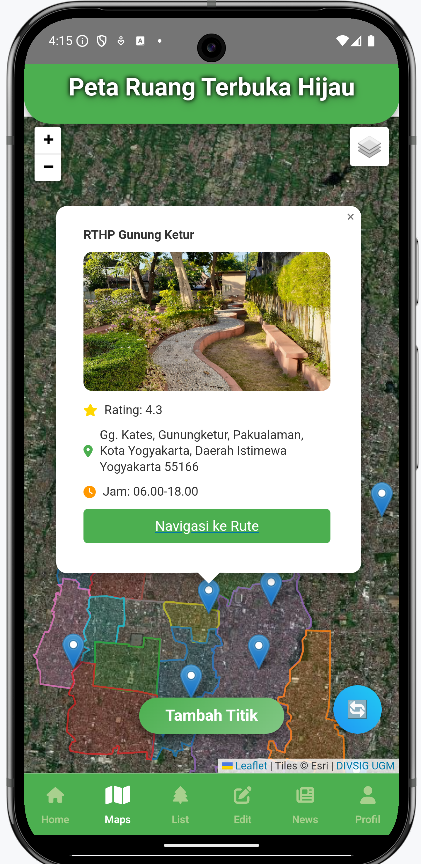 4:15
Peta Ruang Terbuka Hijau
+
−
×
RTHP Gunung Ketur
Rating: 4.3
Gg. Kates, Gunungketur, Pakualaman,
Kota Yogyakarta, Daerah Istimewa
Yogyakarta 55166
Jam: 06.00-18.00
Navigasi ke Rute
Tambah Titik
Leaflet | Tiles © Esri | DIVSIG UGM
Home Maps List Edit News Profil